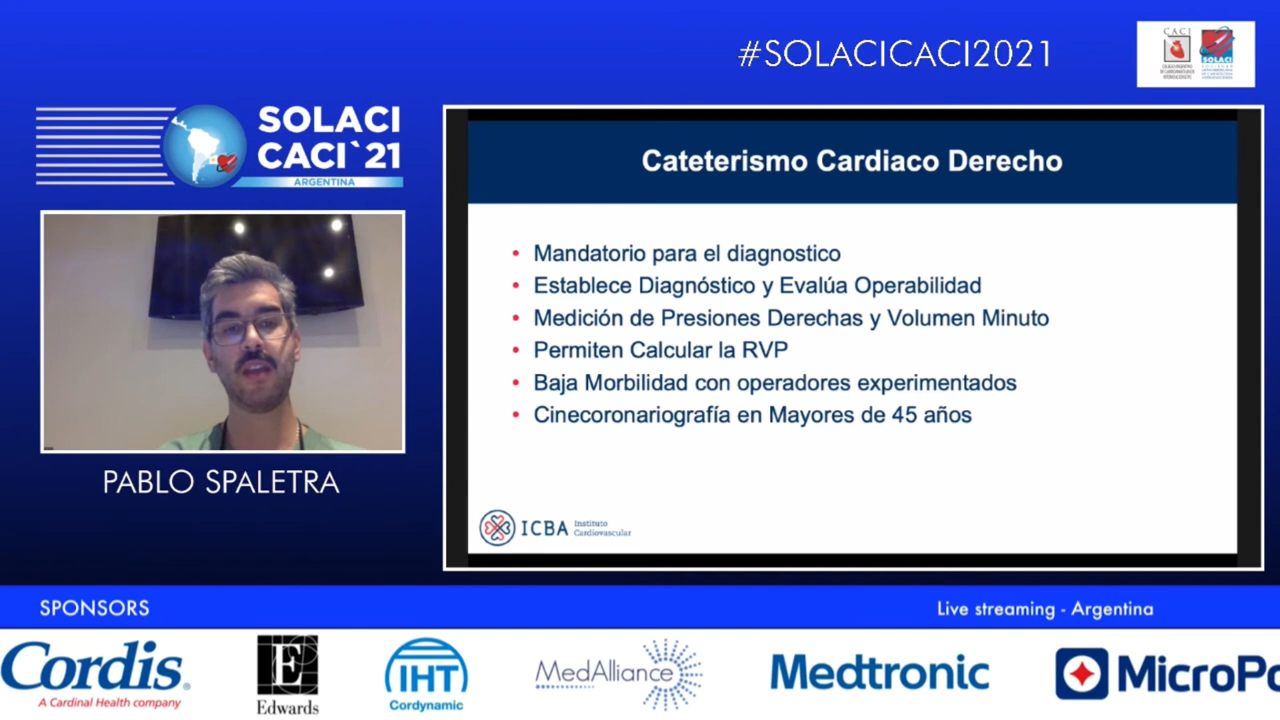 #SOLACICACI2021
CACI
SOLACI
SOLACI
CACI`21
ARGENTINA
PABLO SPALETRA
Cateterismo Cardiaco Derecho
• Mandatorio para el diagnostico
• Establece Diagnóstico y Evalúa Operabilidad
• Medición de Presiones Derechas y Volumen Minuto
• Permiten Calcular la RVP
• Baja Morbilidad con operadores experimentados
• Cinecoronariografía en Mayores de 45 años
ICBA Instituto
Cardiovascular
SPONSORS
Live streaming - Argentina
Cordis.
A Cardinal Health company
E
Edwards
IHT
Cordynamic
MedAlliance
Medtronic
MicroPo